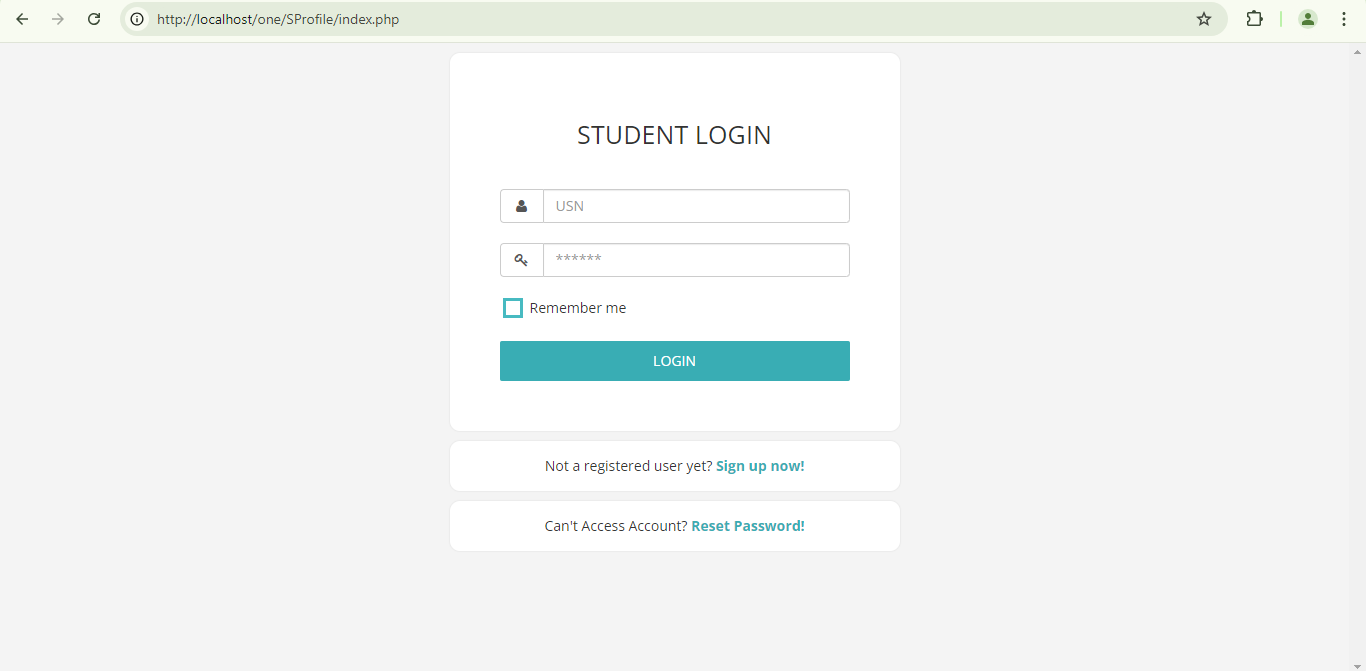 http://localhost/one/SProfile/index.php
STUDENT LOGIN
USN
******
Remember me
LOGIN
Not a registered user yet? Sign up now!
Can't Access Account? Reset Password!